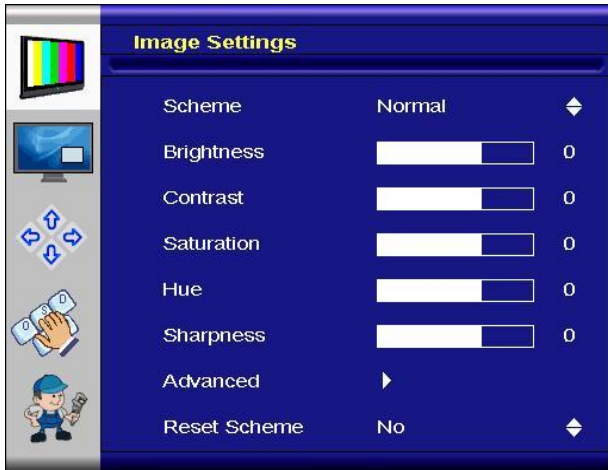 Image Settings
Scheme Normal
Brightness 0
Contrast 0
Saturation 0
Hue 0
Sharpness 0
Advanced
Reset Scheme No
O S D